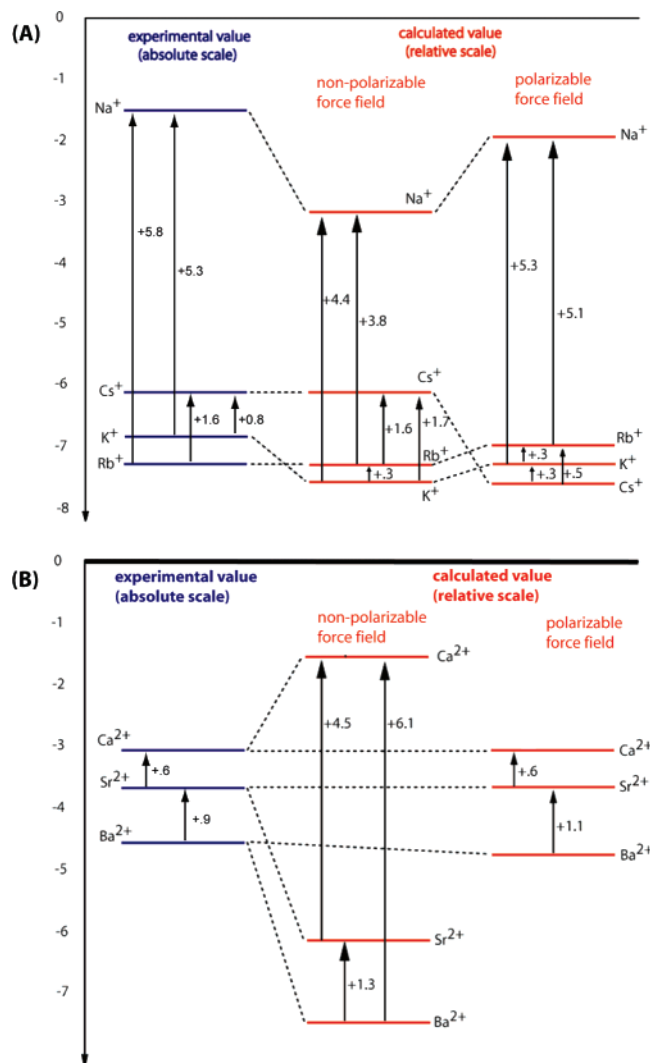 (A)
0
experimental value
(absolute scale)
calculated value
(relative scale)
non-polarizable
force field
polarizable
force field
-1
Na⁺
Na⁺
-2
-3
Na⁺
+5.8
+5.3
+4.4
+3.8
+5.3
+5.1
-4
-5
-6
Cs⁺
Cs⁺
+1.6
+0.8
+1.6
+1.7
K⁺
Rb⁺
-7
Rb⁺
Rb⁺
+.3
K⁺
+.3
K⁺
+.3
+.5
Cs⁺
-8
(B)
0
experimental value
(absolute scale)
calculated value
(relative scale)
non-polarizable
force field
polarizable
force field
-1
Ca²⁺
-2
+4.5
+6.1
-3
Ca²⁺
Ca²⁺
+.6
+.6
Sr²⁺
Sr²⁺
-4
+.9
+1.1
Ba²⁺
Ba²⁺
-5
-6
Sr²⁺
+1.3
-7
Ba²⁺